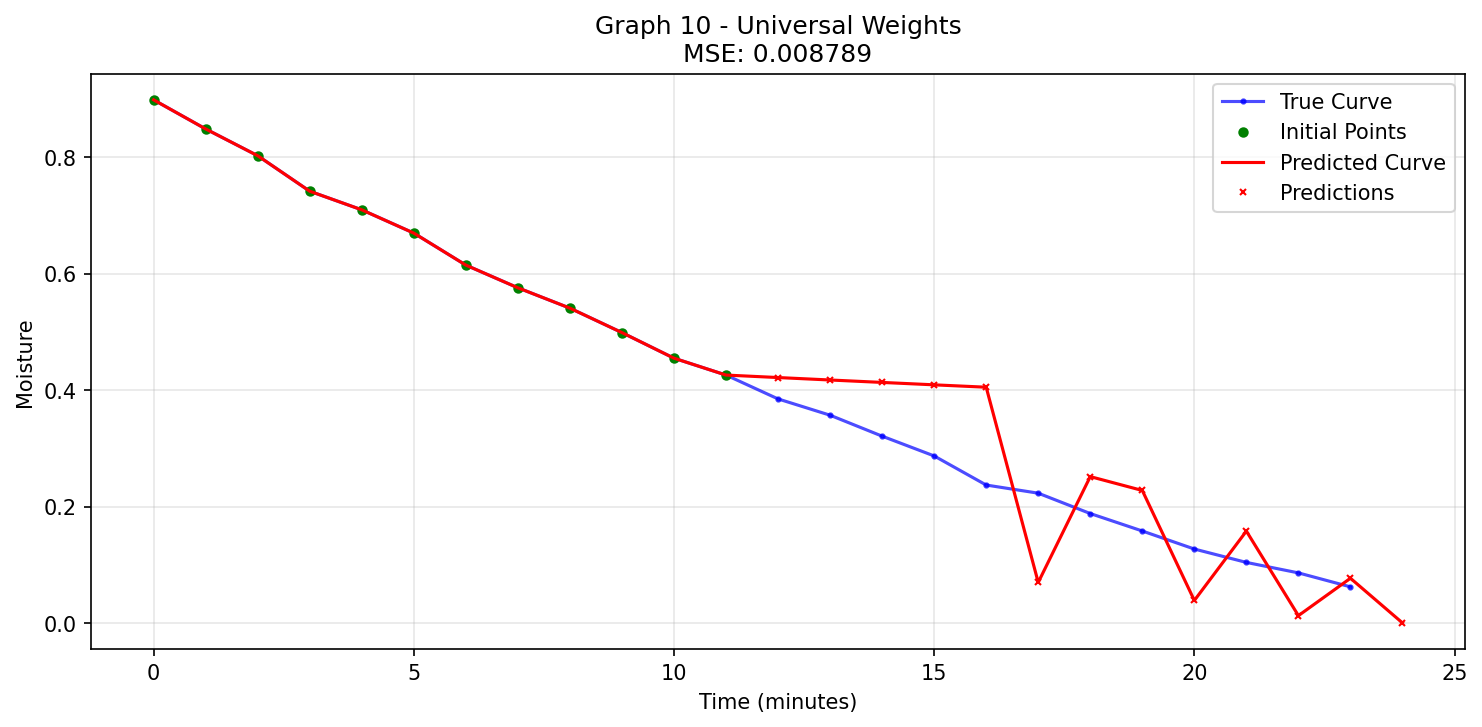 Graph 10 - Universal Weights
MSE: 0.008789
True Curve
Initial Points
Predicted Curve
Predictions
Moisture
0.8
0.6
0.4
0.2
0.0
0
5
10
15
20
25
Time (minutes)